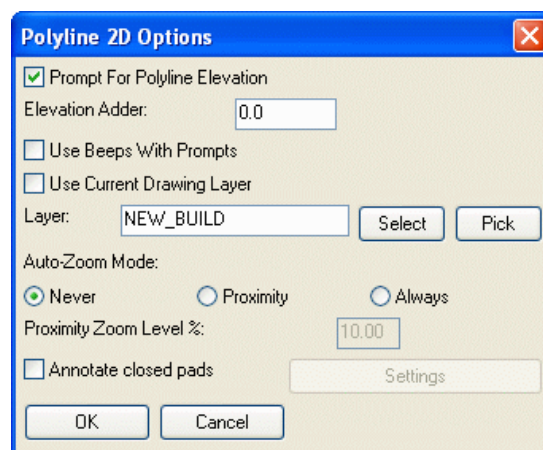 Polyline 2D Options
Prompt For Polyline Elevation
Elevation Adder: 0.0
Use Beeps With Prompts
Use Current Drawing Layer
Layer: NEW_BUILD Select Pick
Auto-Zoom Mode:
Never Proximity Always
Proximity Zoom Level %: 10.00
Annotate closed pads Settings
OK Cancel